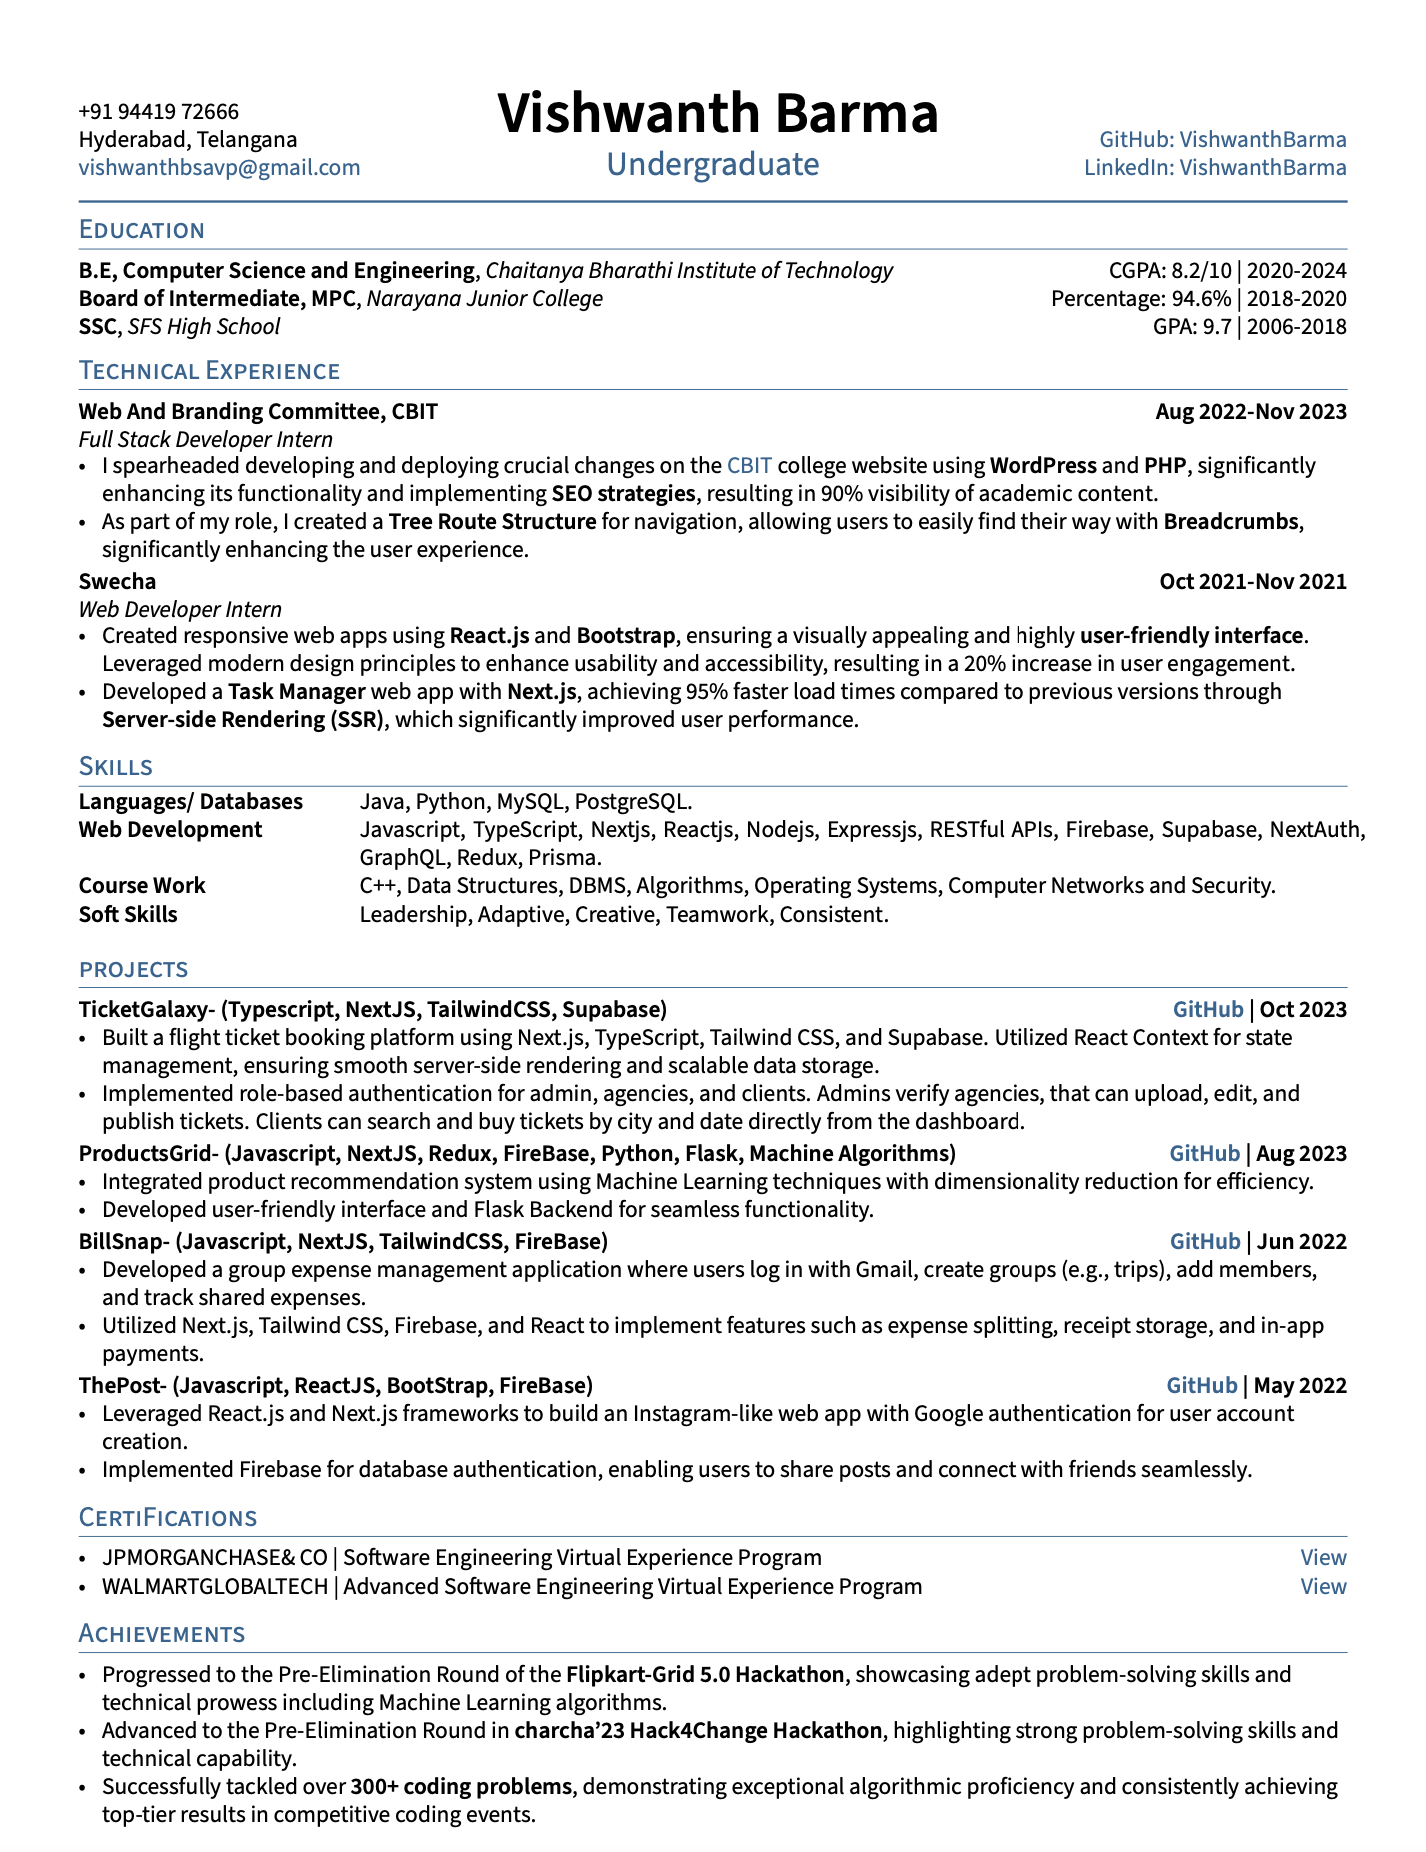 +91 94419 72666
Hyderabad, Telangana
vishwanthbsavp@gmail.com
Vishwanth Barma
Undergraduate
GitHub: VishwanthBarma
LinkedIn: VishwanthBarma
Education
B.E, Computer Science and Engineering, Chaitanya Bharathi Institute of Technology CGPA: 8.2/10 | 2020-2024
Board of Intermediate, MPC, Narayana Junior College Percentage: 94.6% | 2018-2020
SSC, SFS High School GPA: 9.7 | 2006-2018
Technical Experience
Web And Branding Committee, CBIT Aug 2022-Nov 2023
Full Stack Developer Intern
• I spearheaded developing and deploying crucial changes on the CBIT college website using WordPress and PHP, significantly
enhancing its functionality and implementing SEO strategies, resulting in 90% visibility of academic content.
• As part of my role, I created a Tree Route Structure for navigation, allowing users to easily find their way with Breadcrumbs,
significantly enhancing the user experience.
Swecha Oct 2021-Nov 2021
Web Developer Intern
• Created responsive web apps using React.js and Bootstrap, ensuring a visually appealing and highly user-friendly interface.
Leveraged modern design principles to enhance usability and accessibility, resulting in a 20% increase in user engagement.
• Developed a Task Manager web app with Next.js, achieving 95% faster load times compared to previous versions through
Server-side Rendering (SSR), which significantly improved user performance.
Skills
Languages/ Databases Java, Python, MySQL, PostgreSQL.
Web Development Javascript, TypeScript, Nextjs, Reactjs, Nodejs, Expressjs, RESTful APIs, Firebase, Supabase, NextAuth,
GraphQL, Redux, Prisma.
Course Work C++, Data Structures, DBMS, Algorithms, Operating Systems, Computer Networks and Security.
Soft Skills Leadership, Adaptive, Creative, Teamwork, Consistent.
projects
TicketGalaxy- (Typescript, NextJS, TailwindCSS, Supabase) GitHub | Oct 2023
• Built a flight ticket booking platform using Next.js, TypeScript, Tailwind CSS, and Supabase. Utilized React Context for state
management, ensuring smooth server-side rendering and scalable data storage.
• Implemented role-based authentication for admin, agencies, and clients. Admins verify agencies, that can upload, edit, and
publish tickets. Clients can search and buy tickets by city and date directly from the dashboard.
ProductsGrid- (Javascript, NextJS, Redux, FireBase, Python, Flask, Machine Algorithms) GitHub | Aug 2023
• Integrated product recommendation system using Machine Learning techniques with dimensionality reduction for efficiency.
• Developed user-friendly interface and Flask Backend for seamless functionality.
BillSnap- (Javascript, NextJS, TailwindCSS, FireBase) GitHub | Jun 2022
• Developed a group expense management application where users log in with Gmail, create groups (e.g., trips), add members,
and track shared expenses.
• Utilized Next.js, Tailwind CSS, Firebase, and React to implement features such as expense splitting, receipt storage, and in-app
payments.
ThePost- (Javascript, ReactJS, BootStrap, FireBase) GitHub | May 2022
• Leveraged React.js and Next.js frameworks to build an Instagram-like web app with Google authentication for user account
creation.
• Implemented Firebase for database authentication, enabling users to share posts and connect with friends seamlessly.
CertiFications
• JPMORGANCHASE& CO | Software Engineering Virtual Experience Program View
• WALMARTGLOBALTECH | Advanced Software Engineering Virtual Experience Program View
Achievements
• Progressed to the Pre-Elimination Round of the Flipkart-Grid 5.0 Hackathon, showcasing adept problem-solving skills and
technical prowess including Machine Learning algorithms.
• Advanced to the Pre-Elimination Round in charcha’23 Hack4Change Hackathon, highlighting strong problem-solving skills and
technical capability.
• Successfully tackled over 300+ coding problems, demonstrating exceptional algorithmic proficiency and consistently achieving
top-tier results in competitive coding events.